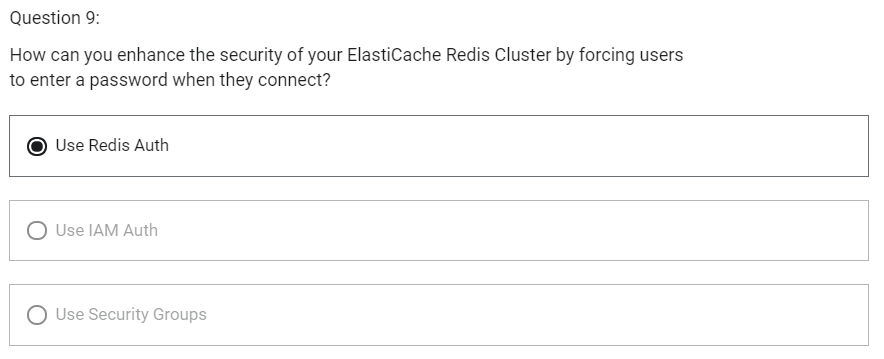 Question 9:
How can you enhance the security of your ElastiCache Redis Cluster by forcing users
to enter a password when they connect?
Use Redis Auth
Use IAM Auth
Use Security Groups